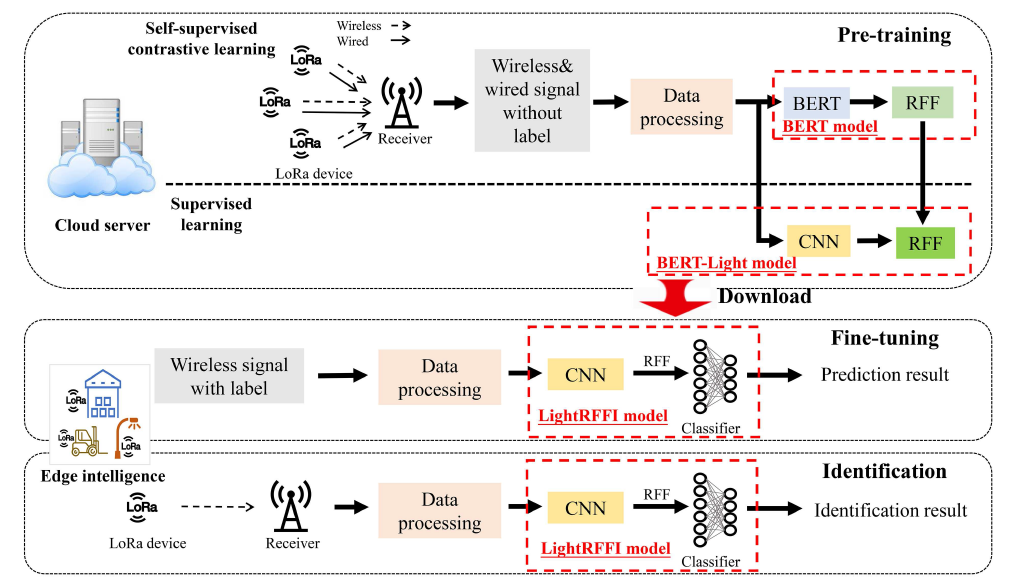 Self-supervised
contrastive learning
Wireless
Wired
Pre-training
LoRa
LoRa
LoRa
LoRa device
Receiver
Wireless&
wired signal
without
label
Data
processing
BERT
RFF
BERT model
Cloud server
Supervised
learning
CNN
RFF
BERT-Light model
Download
Fine-tuning
Wireless signal
with label
Data
processing
CNN
RFF
LightRFFI model
Classifier
Prediction result
LoRa
LoRa
LoRa
Edge intelligence
Identification
LoRa
LoRa device
Receiver
Data
processing
CNN
RFF
LightRFFI model
Classifier
Identification result